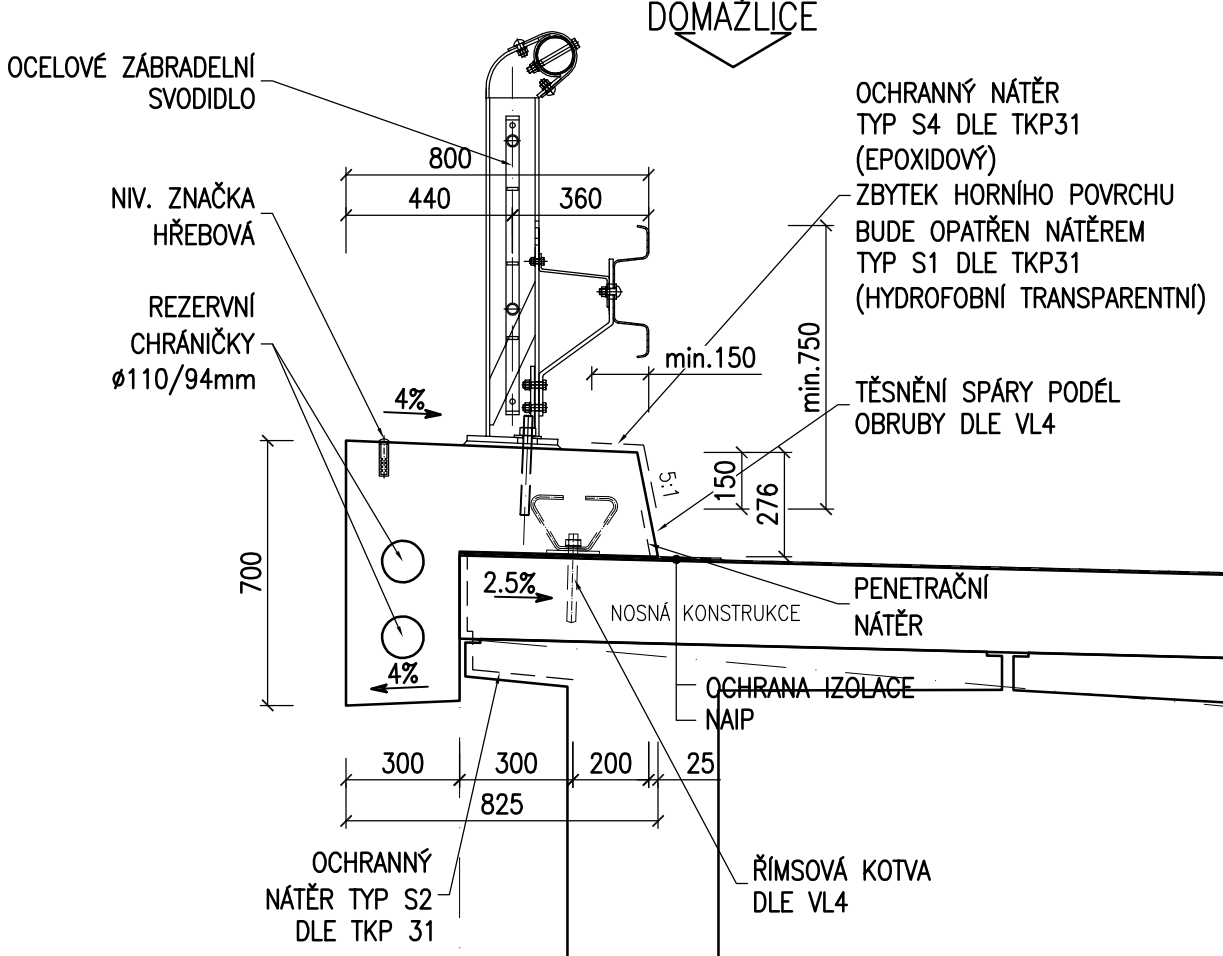 DOMAŽLICE
OCELOVÉ ZÁBRADELNÍ
SVODIDLO
OCHRANNÝ NÁTĚR
TYP S4 DLE TKP31
(EPOXIDOVÝ)
ZBYTEK HORNÍHO POVRCHU
BUDE OPATŘEN NÁTĚREM
TYP S1 DLE TKP31
(HYDROFOBNÍ TRANSPARENTNÍ)
800
440
360
NIV. ZNAČKA
HŘEBOVÁ
REZERVNÍ
CHRÁNIČKY
ø110/94mm
min.150
min.750
4%
TĚSNĚNÍ SPÁRY PODÉL
OBRUBY DLE VL4
5:1
150
276
700
2.5%
NOSNÁ KONSTRUKCE
PENETRAČNÍ
NÁTĚR
4%
OCHRANA IZOLACE
NAIP
300
300
200
25
825
OCHRANNÝ
NÁTĚR TYP S2
DLE TKP 31
ŘÍMSOVÁ KOTVA
DLE VL4